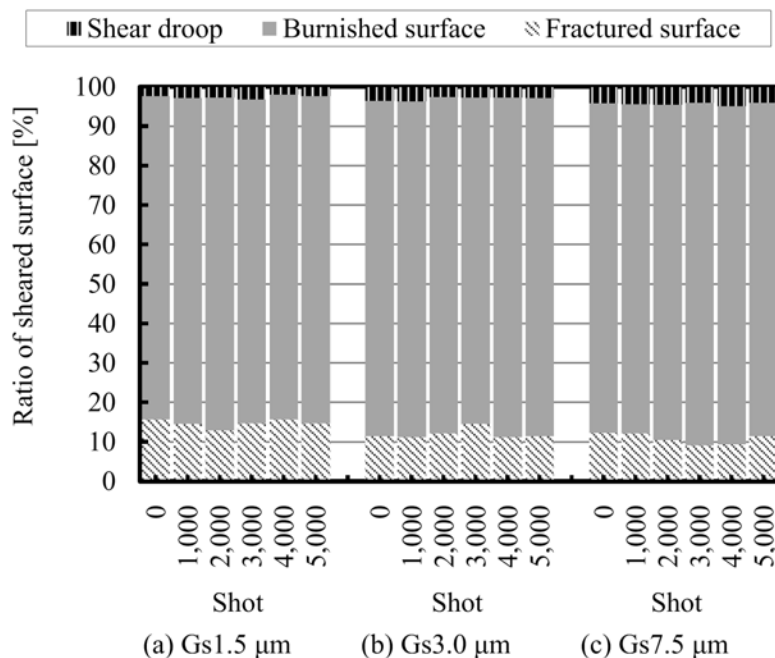 Shear droop Burnished surface Fractured surface
Ratio of sheared surface [%]
100
90
80
70
60
50
40
30
20
10
0
0 1,000 2,000 3,000 4,000 5,000 0 1,000 2,000 3,000 4,000 5,000 0 1,000 2,000 3,000 4,000 5,000
Shot Shot Shot
(a) Gs1.5 μm (b) Gs3.0 μm (c) Gs7.5 μm